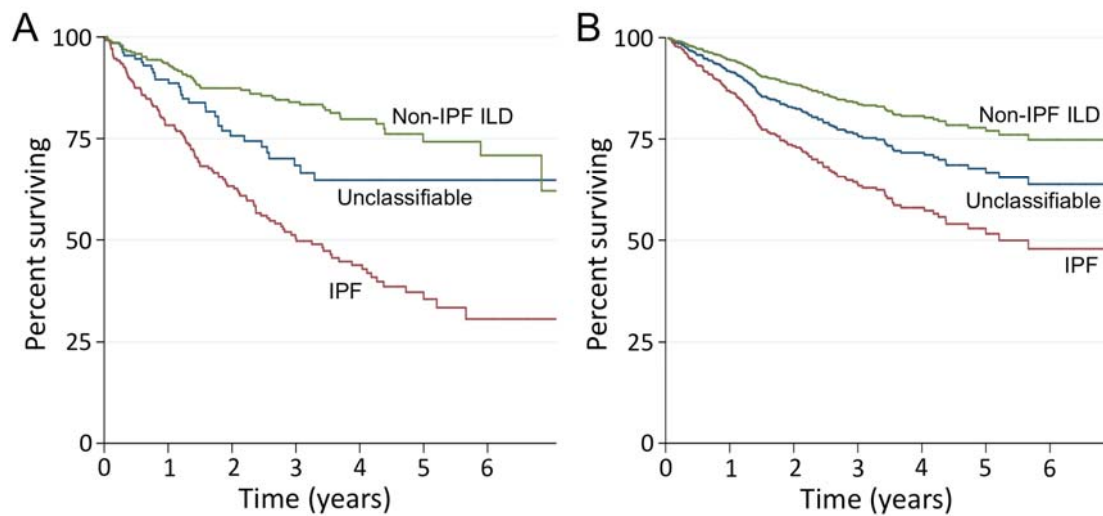 A
Percent surviving
100
75
50
25
0
Non-IPF ILD
Unclassifiable
IPF
0 1 2 3 4 5 6
Time (years)
B
Percent surviving
100
75
50
25
0
Non-IPF ILD
Unclassifiable
IPF
0 1 2 3 4 5 6
Time (years)